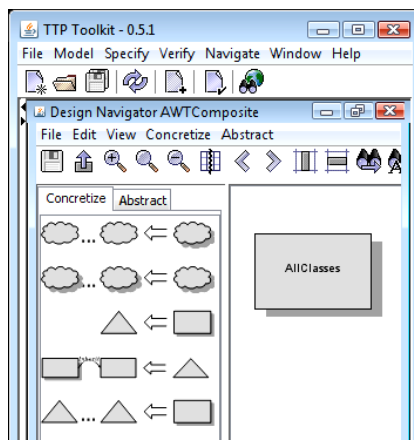 TTP Toolkit - 0.5.1
File Model Specify Verify Navigate Window Help
Design Navigator AWTComposite
File Edit View Concretize Abstract
Concretize Abstract
... 
...
...
AllClasses